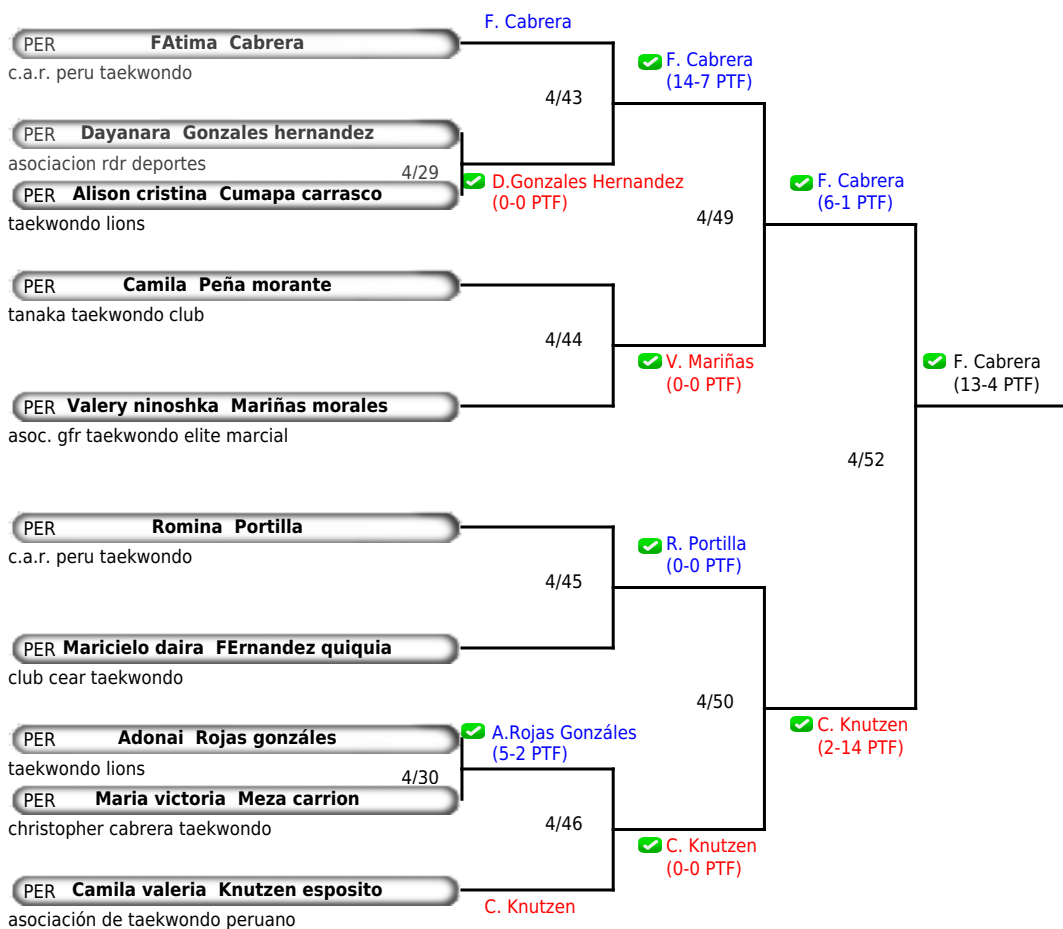 F. Cabrera
PER FAtima Cabrera
c.a.r. peru taekwondo
F. Cabrera
(14-7 PTF)
4/43
PER Dayanara Gonzales hernandez
asociacion rdr deportes
4/29
D.Gonzales Hernandez
(0-0 PTF)
PER Alison cristina Cumapa carrasco
taekwondo lions
F. Cabrera
(6-1 PTF)
4/49
PER Camila Peña morante
tanaka taekwondo club
4/44
V. Mariñas
(0-0 PTF)
F. Cabrera
(13-4 PTF)
PER Valery ninoshka Mariñas morales
asoc. gfr taekwondo elite marcial
4/52
PER Romina Portilla
c.a.r. peru taekwondo
R. Portilla
(0-0 PTF)
4/45
PER Maricielo daira FErnandez quiquia
club cear taekwondo
4/50
C. Knutzen
(2-14 PTF)
PER Adonai Rojas gonzáles
taekwondo lions
A.Rojas Gonzáles
(5-2 PTF)
4/30
PER Maria victoria Meza carrion
christopher cabrera taekwondo
4/46
C. Knutzen
(0-0 PTF)
PER Camila valeria Knutzen esposito
asociación de taekwondo peruano
C. Knutzen